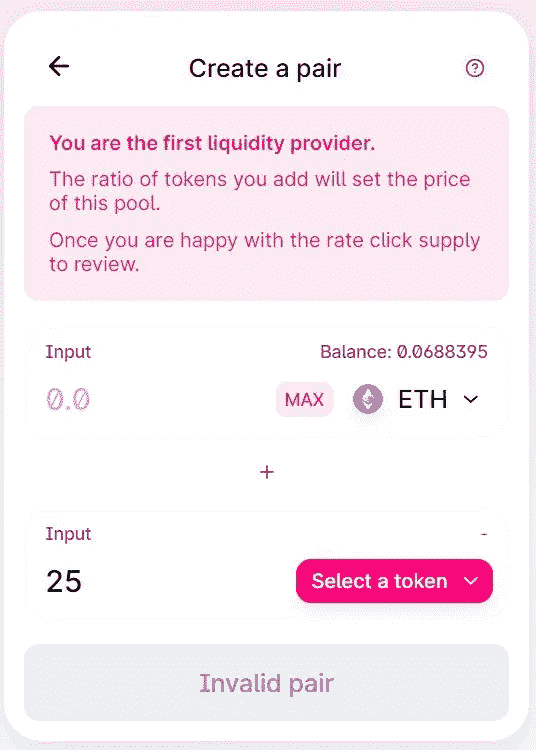 Create a pair
You are the first liquidity provider.
The ratio of tokens you add will set the price
of this pool.
Once you are happy with the rate click supply
to review.
Input Balance: 0.0688395
0.0 MAX ETH
+
Input -
25 Select a token
Invalid pair